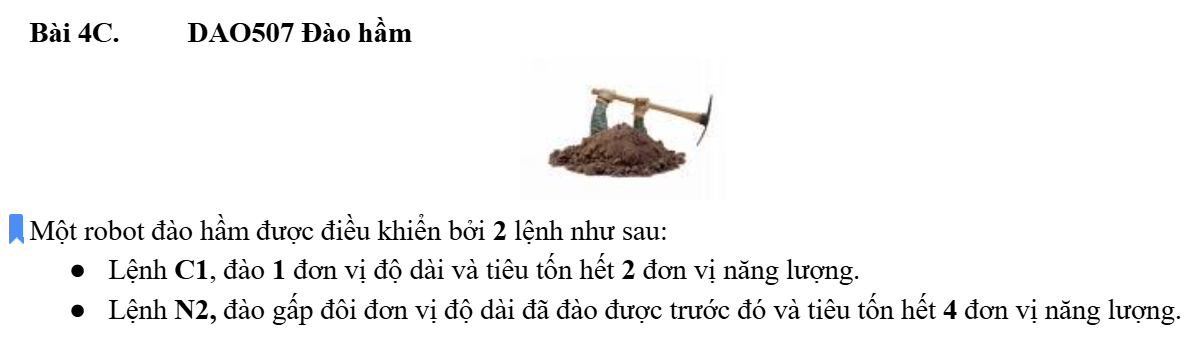 Bài 4C. DAO507 Đào hầm
Một robot đào hầm được điều khiển bởi 2 lệnh như sau:
● Lệnh C1, đào 1 đơn vị độ dài và tiêu tốn hết 2 đơn vị năng lượng.
● Lệnh N2, đào gấp đôi đơn vị độ dài đã đào được trước đó và tiêu tốn hết 4 đơn vị năng lượng.